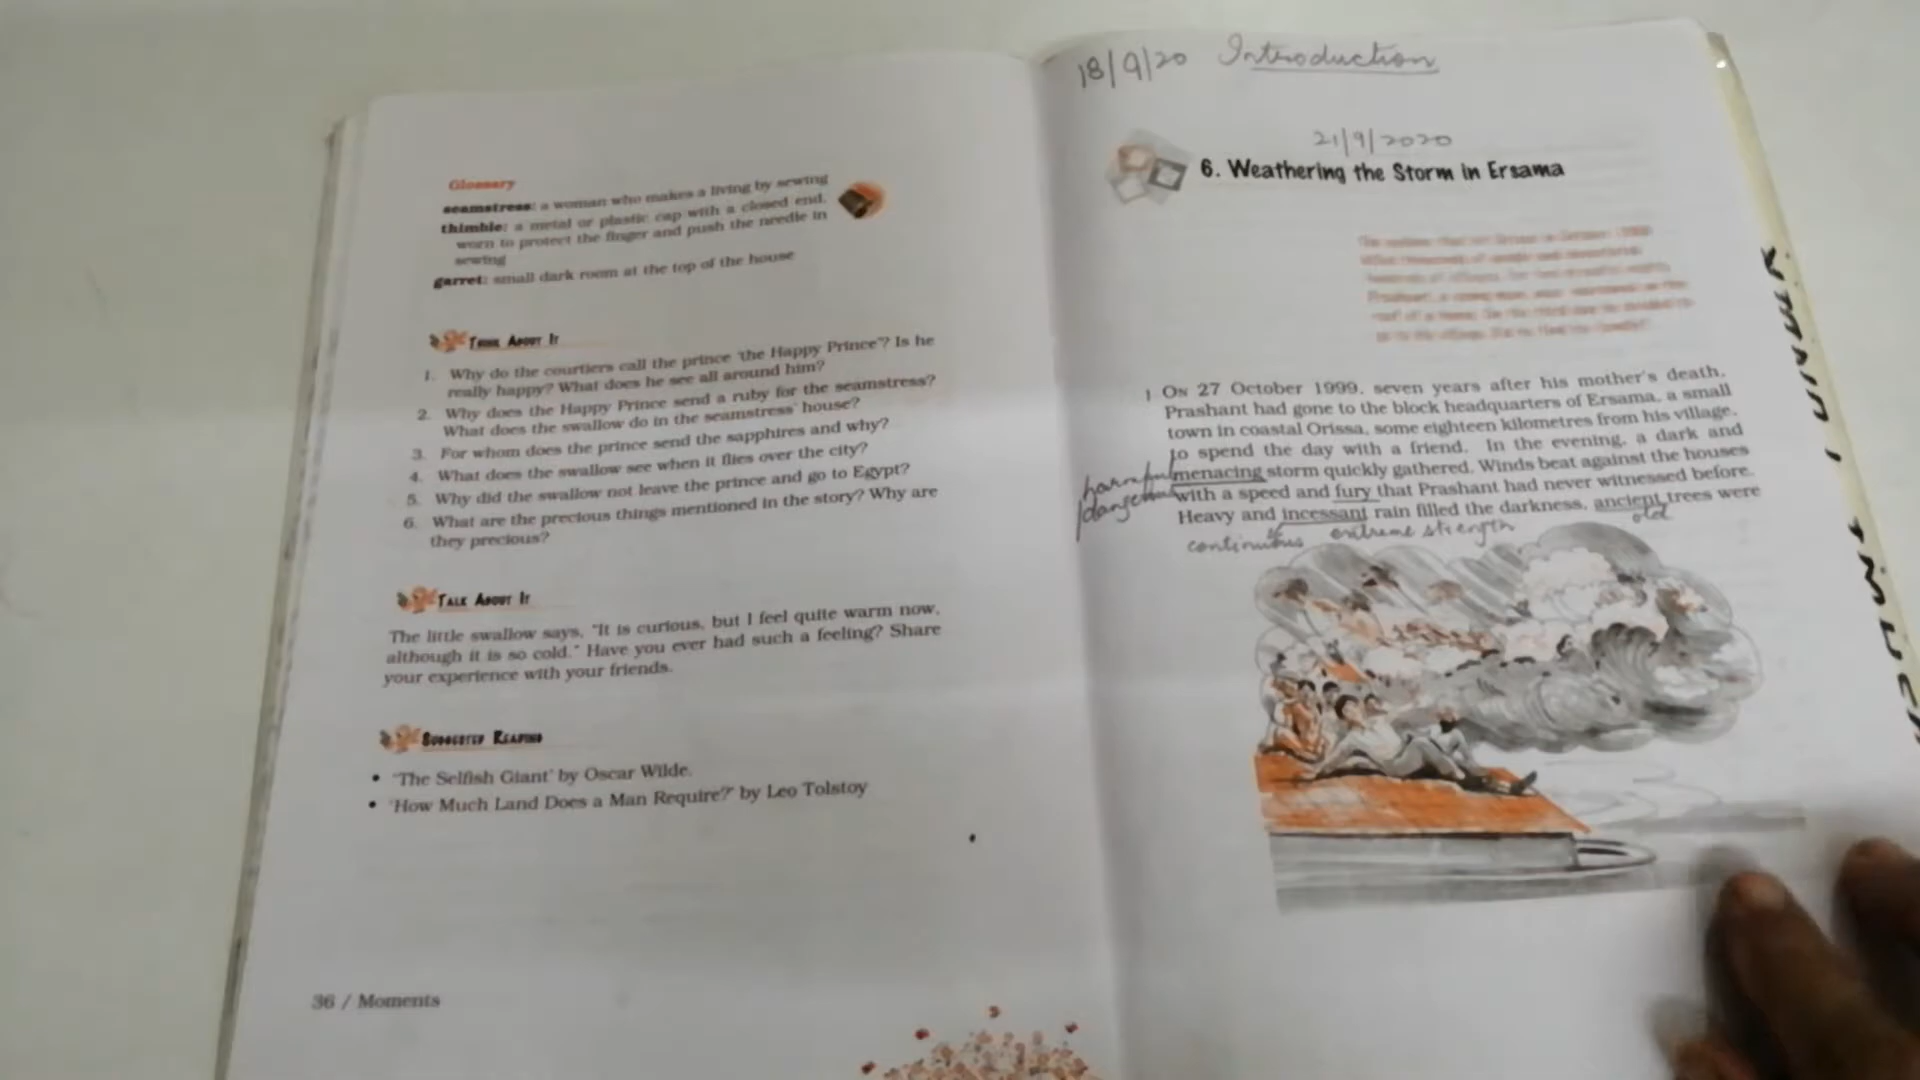 Glossary
seamstress: a woman who makes a living by sewing
thimble: a metal or plastic cap with a closed end,
worn to protect the finger and push the needle in
sewing
garret: small dark room at the top of the house
THINK ABOUT IT
1. Why do the courtiers call the prince 'the Happy Prince'? Is he
really happy? What does he see all around him?
2. Why does the Happy Prince send a ruby for the seamstress?
What does the swallow do in the seamstress' house?
3. For whom does the prince send the sapphires and why?
4. What does the swallow see when it flies over the city?
5. Why did the swallow not leave the prince and go to Egypt?
6. What are the precious things mentioned in the story? Why are
they precious?
TALK ABOUT IT
The little swallow says, "It is curious, but I feel quite warm now,
although it is so cold." Have you ever had such a feeling? Share
your experience with your friends.
SUGGESTED READING
• 'The Selfish Giant' by Oscar Wilde.
• 'How Much Land Does a Man Require?' by Leo Tolstoy
36 / Moments
18/9/20 Introduction
21/9/2020
6. Weathering the Storm in Ersama
1 ON 27 October 1999, seven years after his mother's death,
Prashant had gone to the block headquarters of Ersama, a small
town in coastal Orissa, some eighteen kilometres from his village,
to spend the day with a friend. In the evening, a dark and
harmful menacing storm quickly gathered. Winds beat against the houses
/dangerous with a speed and fury that Prashant had never witnessed before.
Heavy and incessant rain filled the darkness, ancient trees were
continuous extreme strength old